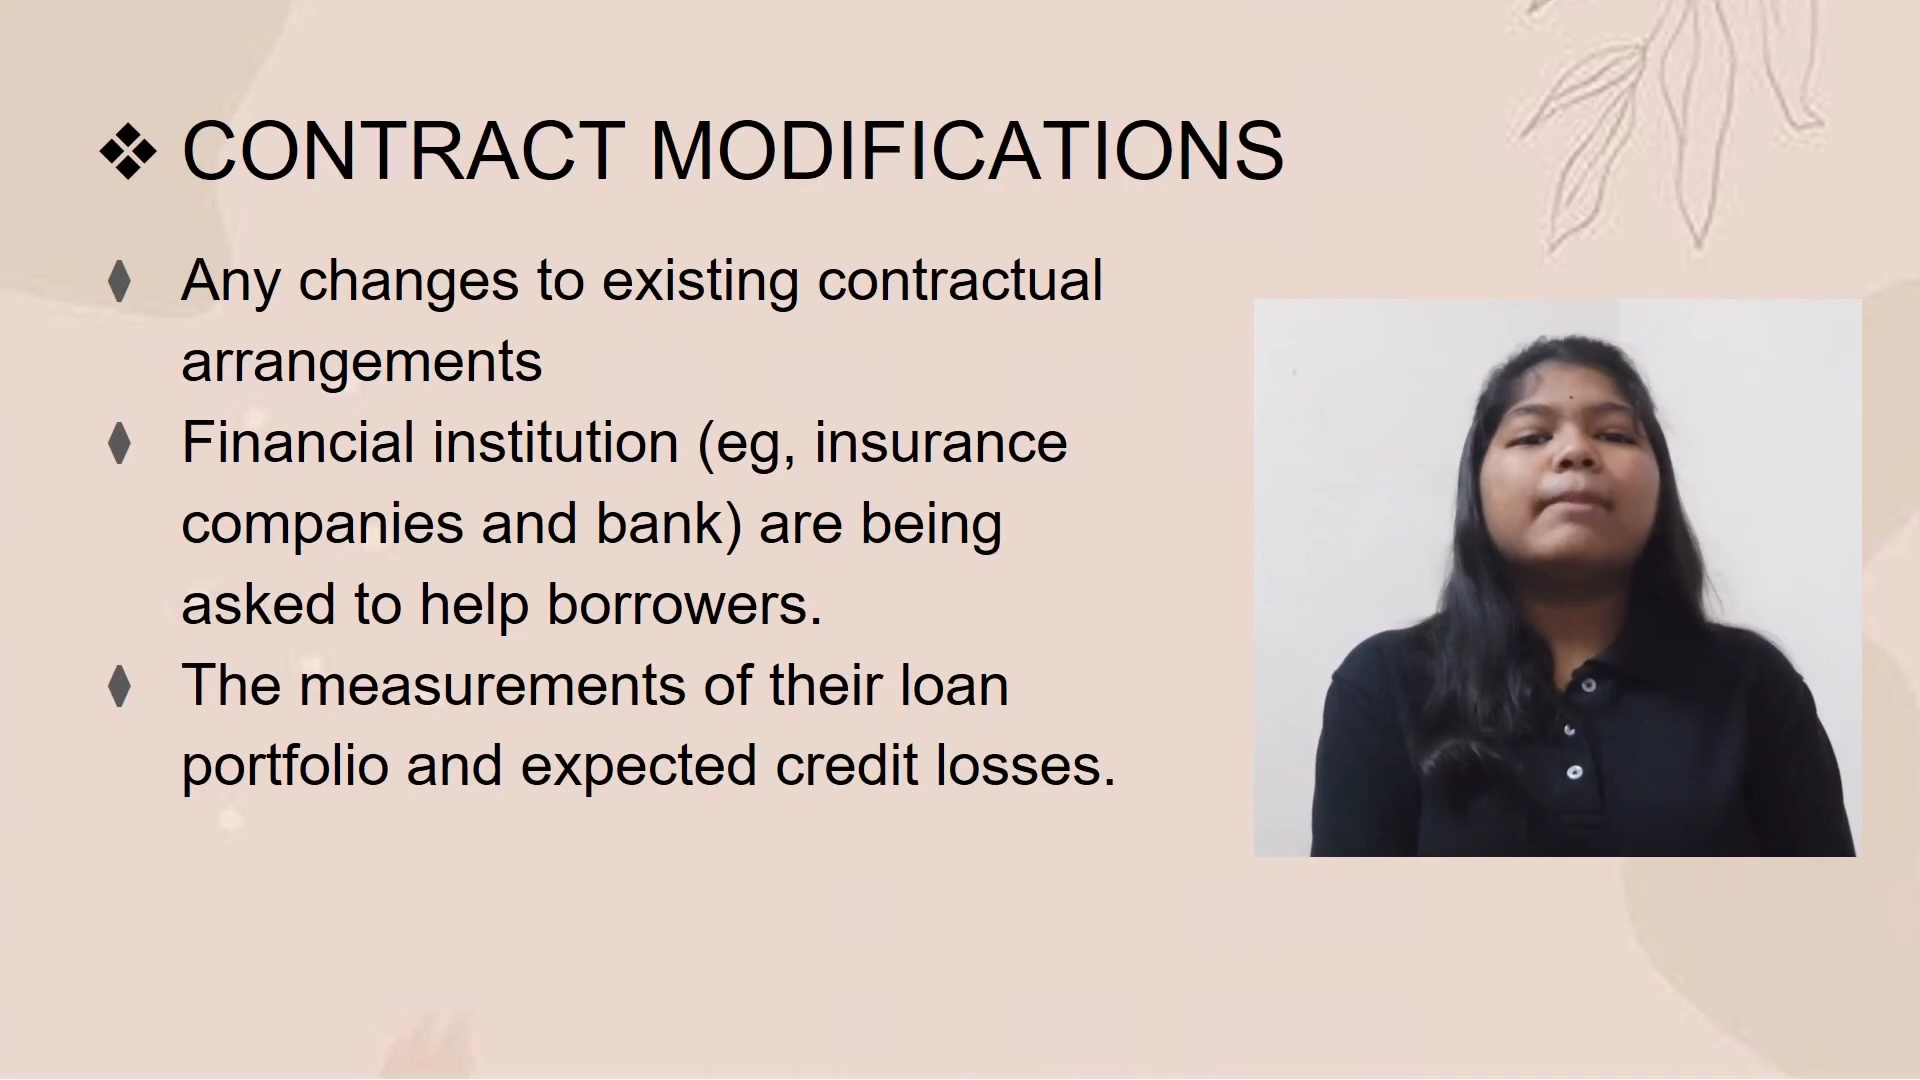 ❖ CONTRACT MODIFICATIONS
♦ Any changes to existing contractual
arrangements
♦ Financial institution (eg, insurance
companies and bank) are being
asked to help borrowers.
♦ The measurements of their loan
portfolio and expected credit losses.